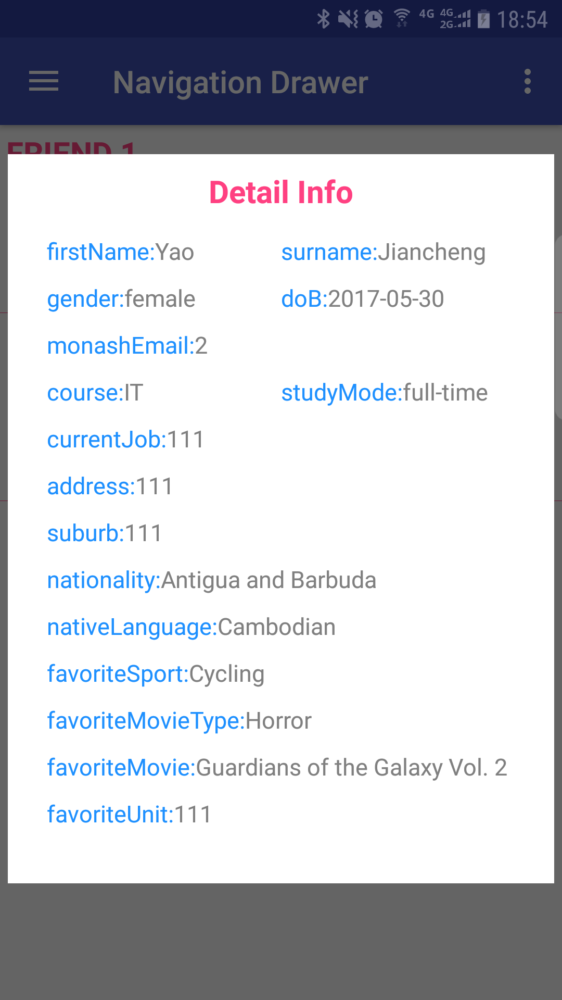 4G 4G 2G 18:54
Navigation Drawer
FRIEND 1
Detail Info
firstName:Yao surname:Jiancheng
gender:female doB:2017-05-30
monashEmail:2
course:IT studyMode:full-time
currentJob:111
address:111
suburb:111
nationality:Antigua and Barbuda
nativeLanguage:Cambodian
favoriteSport:Cycling
favoriteMovieType:Horror
favoriteMovie:Guardians of the Galaxy Vol. 2
favoriteUnit:111